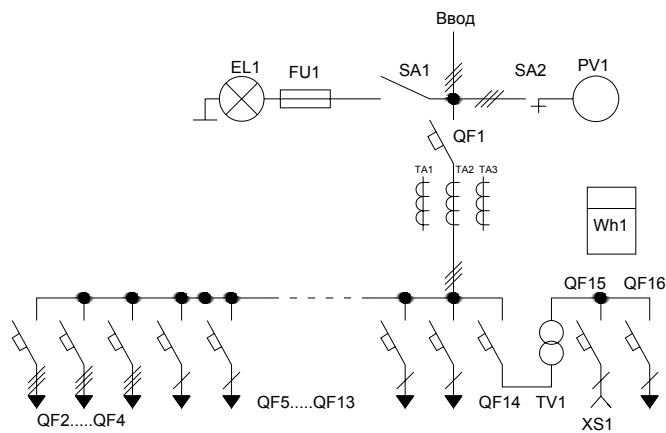 Ввод
EL1
FU1
SA1
SA2
PV1
QF1
TA1
TA2
TA3
Wh1
QF15
QF16
QF2.....QF4
QF5.....QF13
QF14
TV1
XS1